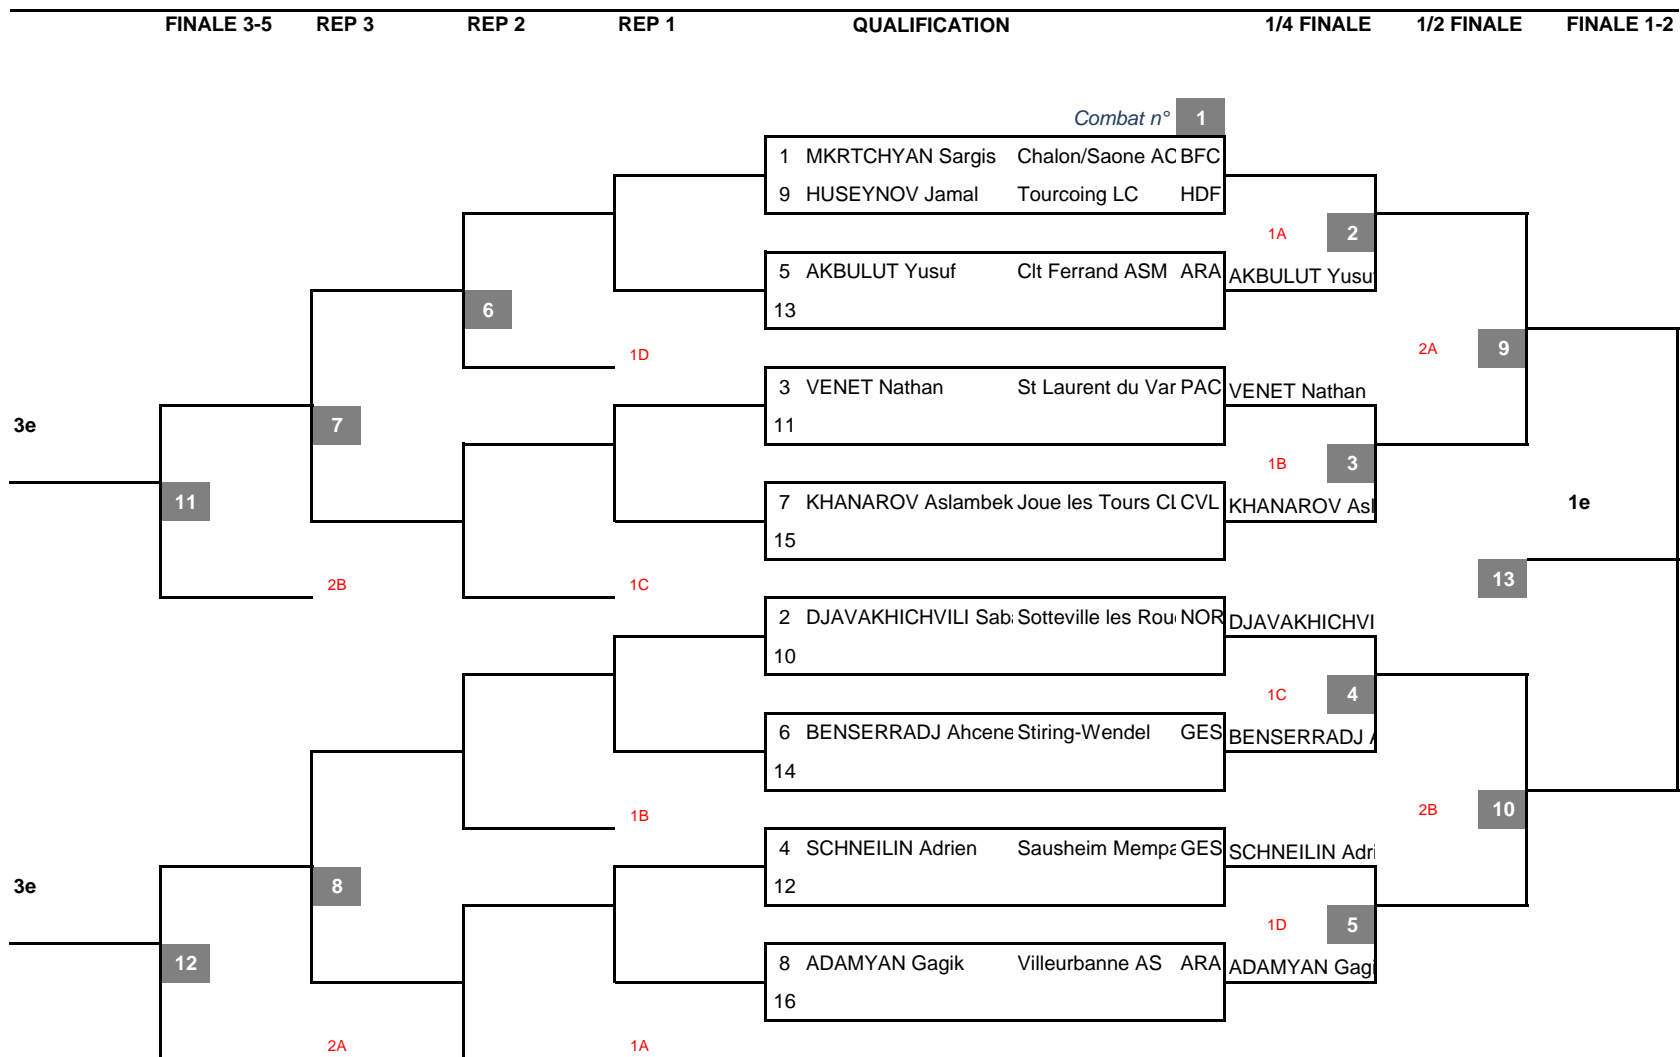 FINALE 3-5 REP 3 REP 2 REP 1 QUALIFICATION 1/4 FINALE 1/2 FINALE FINALE 1-2
Combat n° 1
1 MKRTCHYAN Sargis Chalon/Saone AC BFC
9 HUSEYNOV Jamal Tourcoing LC HDF
1A 2
5 AKBULUT Yusuf Clt Ferrand ASM ARA AKBULUT Yusuf
6 13
1D 2A 9
3 VENET Nathan St Laurent du Var PAC VENET Nathan
3e 7 11
1B 3
11 7 KHANAROV Aslambek Joue les Tours CL CVL KHANAROV Asl 1e
15
2B 1C 13
2 DJAVAKHICHVILI Sab Sotteville les Rou NOR DJAVAKHICHVI
10
1C 4
6 BENSERRADJ Ahcene Stiring-Wendel GES BENSERRADJ A
14
1B 2B 10
4 SCHNEILIN Adrien Sausheim Mempa GES SCHNEILIN Adri
3e 8 12
1D 5
12 8 ADAMYAN Gagik Villeurbanne AS ARA ADAMYAN Gagi
16
2A 1A